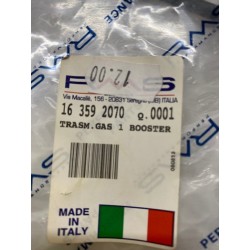 RMS
12.00
Via Macallè, 156 - 20831 Seregno (MB) ITALIA
16 359 2070 Q.0001
TRASM.GAS 1 BOOSTER
MADE IN
ITALY